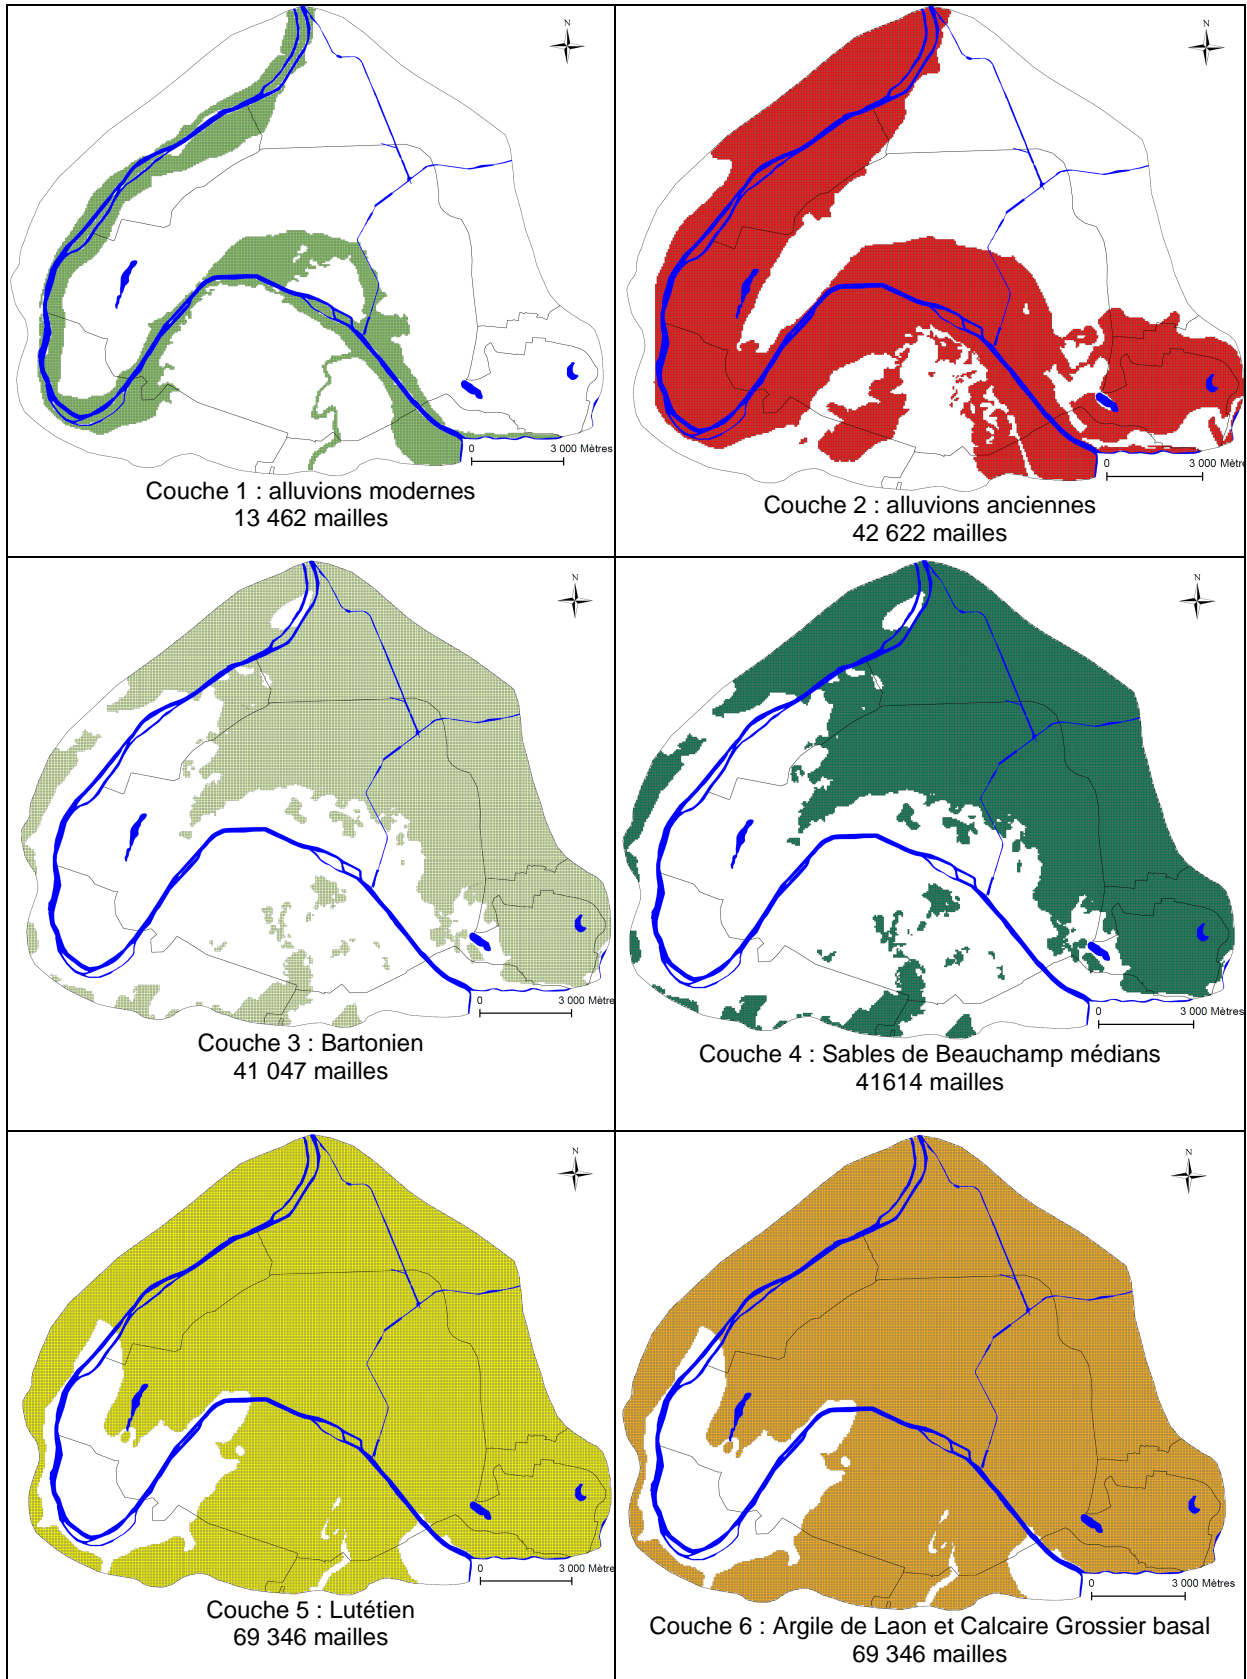 N
0 3 000 Mètres
Couche 1 : alluvions modernes
13 462 mailles
N
0 3 000 Mètr
Couche 2 : alluvions anciennes
42 622 mailles
N
0 3 000 Mètre
Couche 3 : Bartonien
41 047 mailles
N
0 3 000 Mètres
Couche 4 : Sables de Beauchamp médians
41614 mailles
N
0 3 000 Mètre
Couche 5 : Lutétien
69 346 mailles
N
0 3 000 Mètres
Couche 6 : Argile de Laon et Calcaire Grossier basal
69 346 mailles